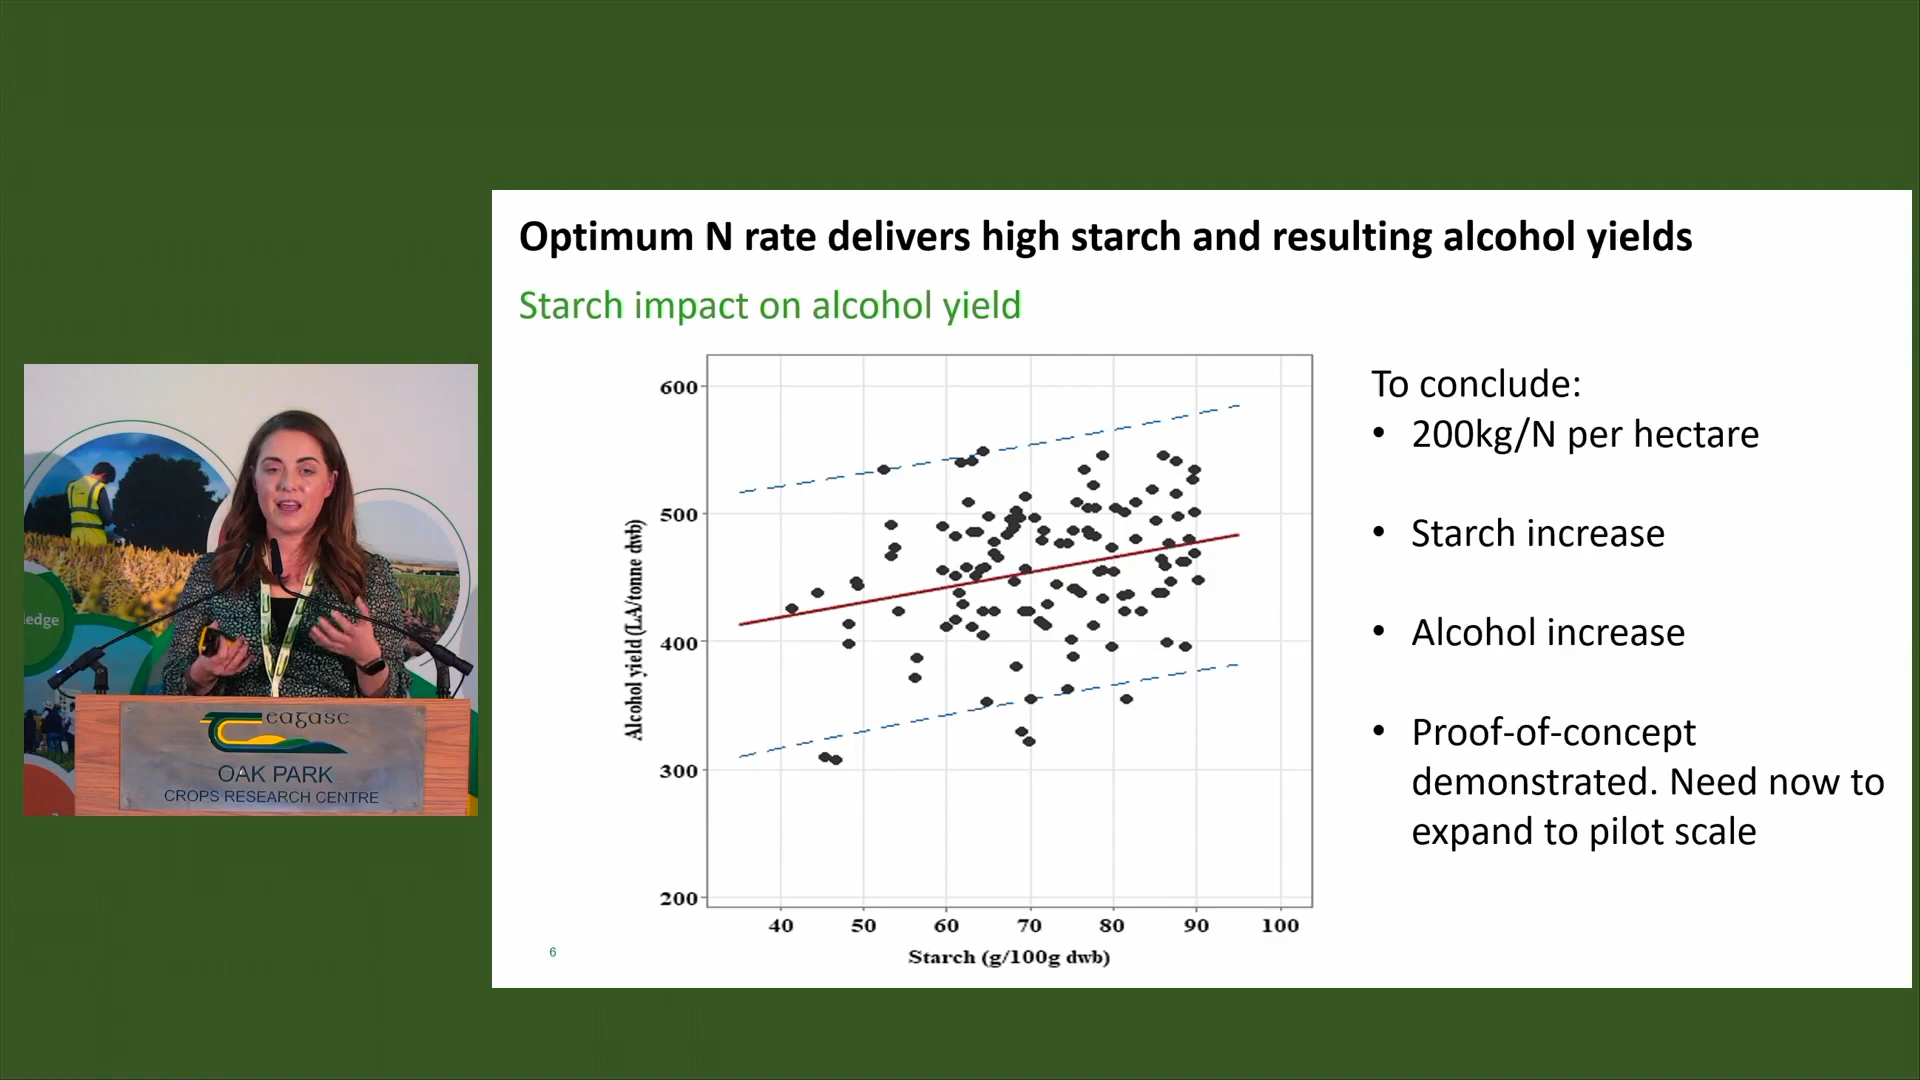 Optimum N rate delivers high starch and resulting alcohol yields
Starch impact on alcohol yield
600
500
400
300
200
Alcohol yield (LA/tonne dwb)
40 50 60 70 80 90 100
Starch (g/100g dwb)
6
To conclude:
• 200kg/N per hectare
• Starch increase
• Alcohol increase
• Proof-of-concept
demonstrated. Need now to
expand to pilot scale
ledge
eagasc
OAK PARK
CROPS RESEARCH CENTRE